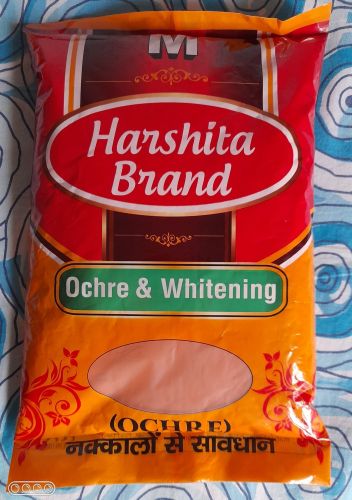 M
Harshita
Brand
Ochre & Whitening
(OCHRE)
नक्कालों से सावधान